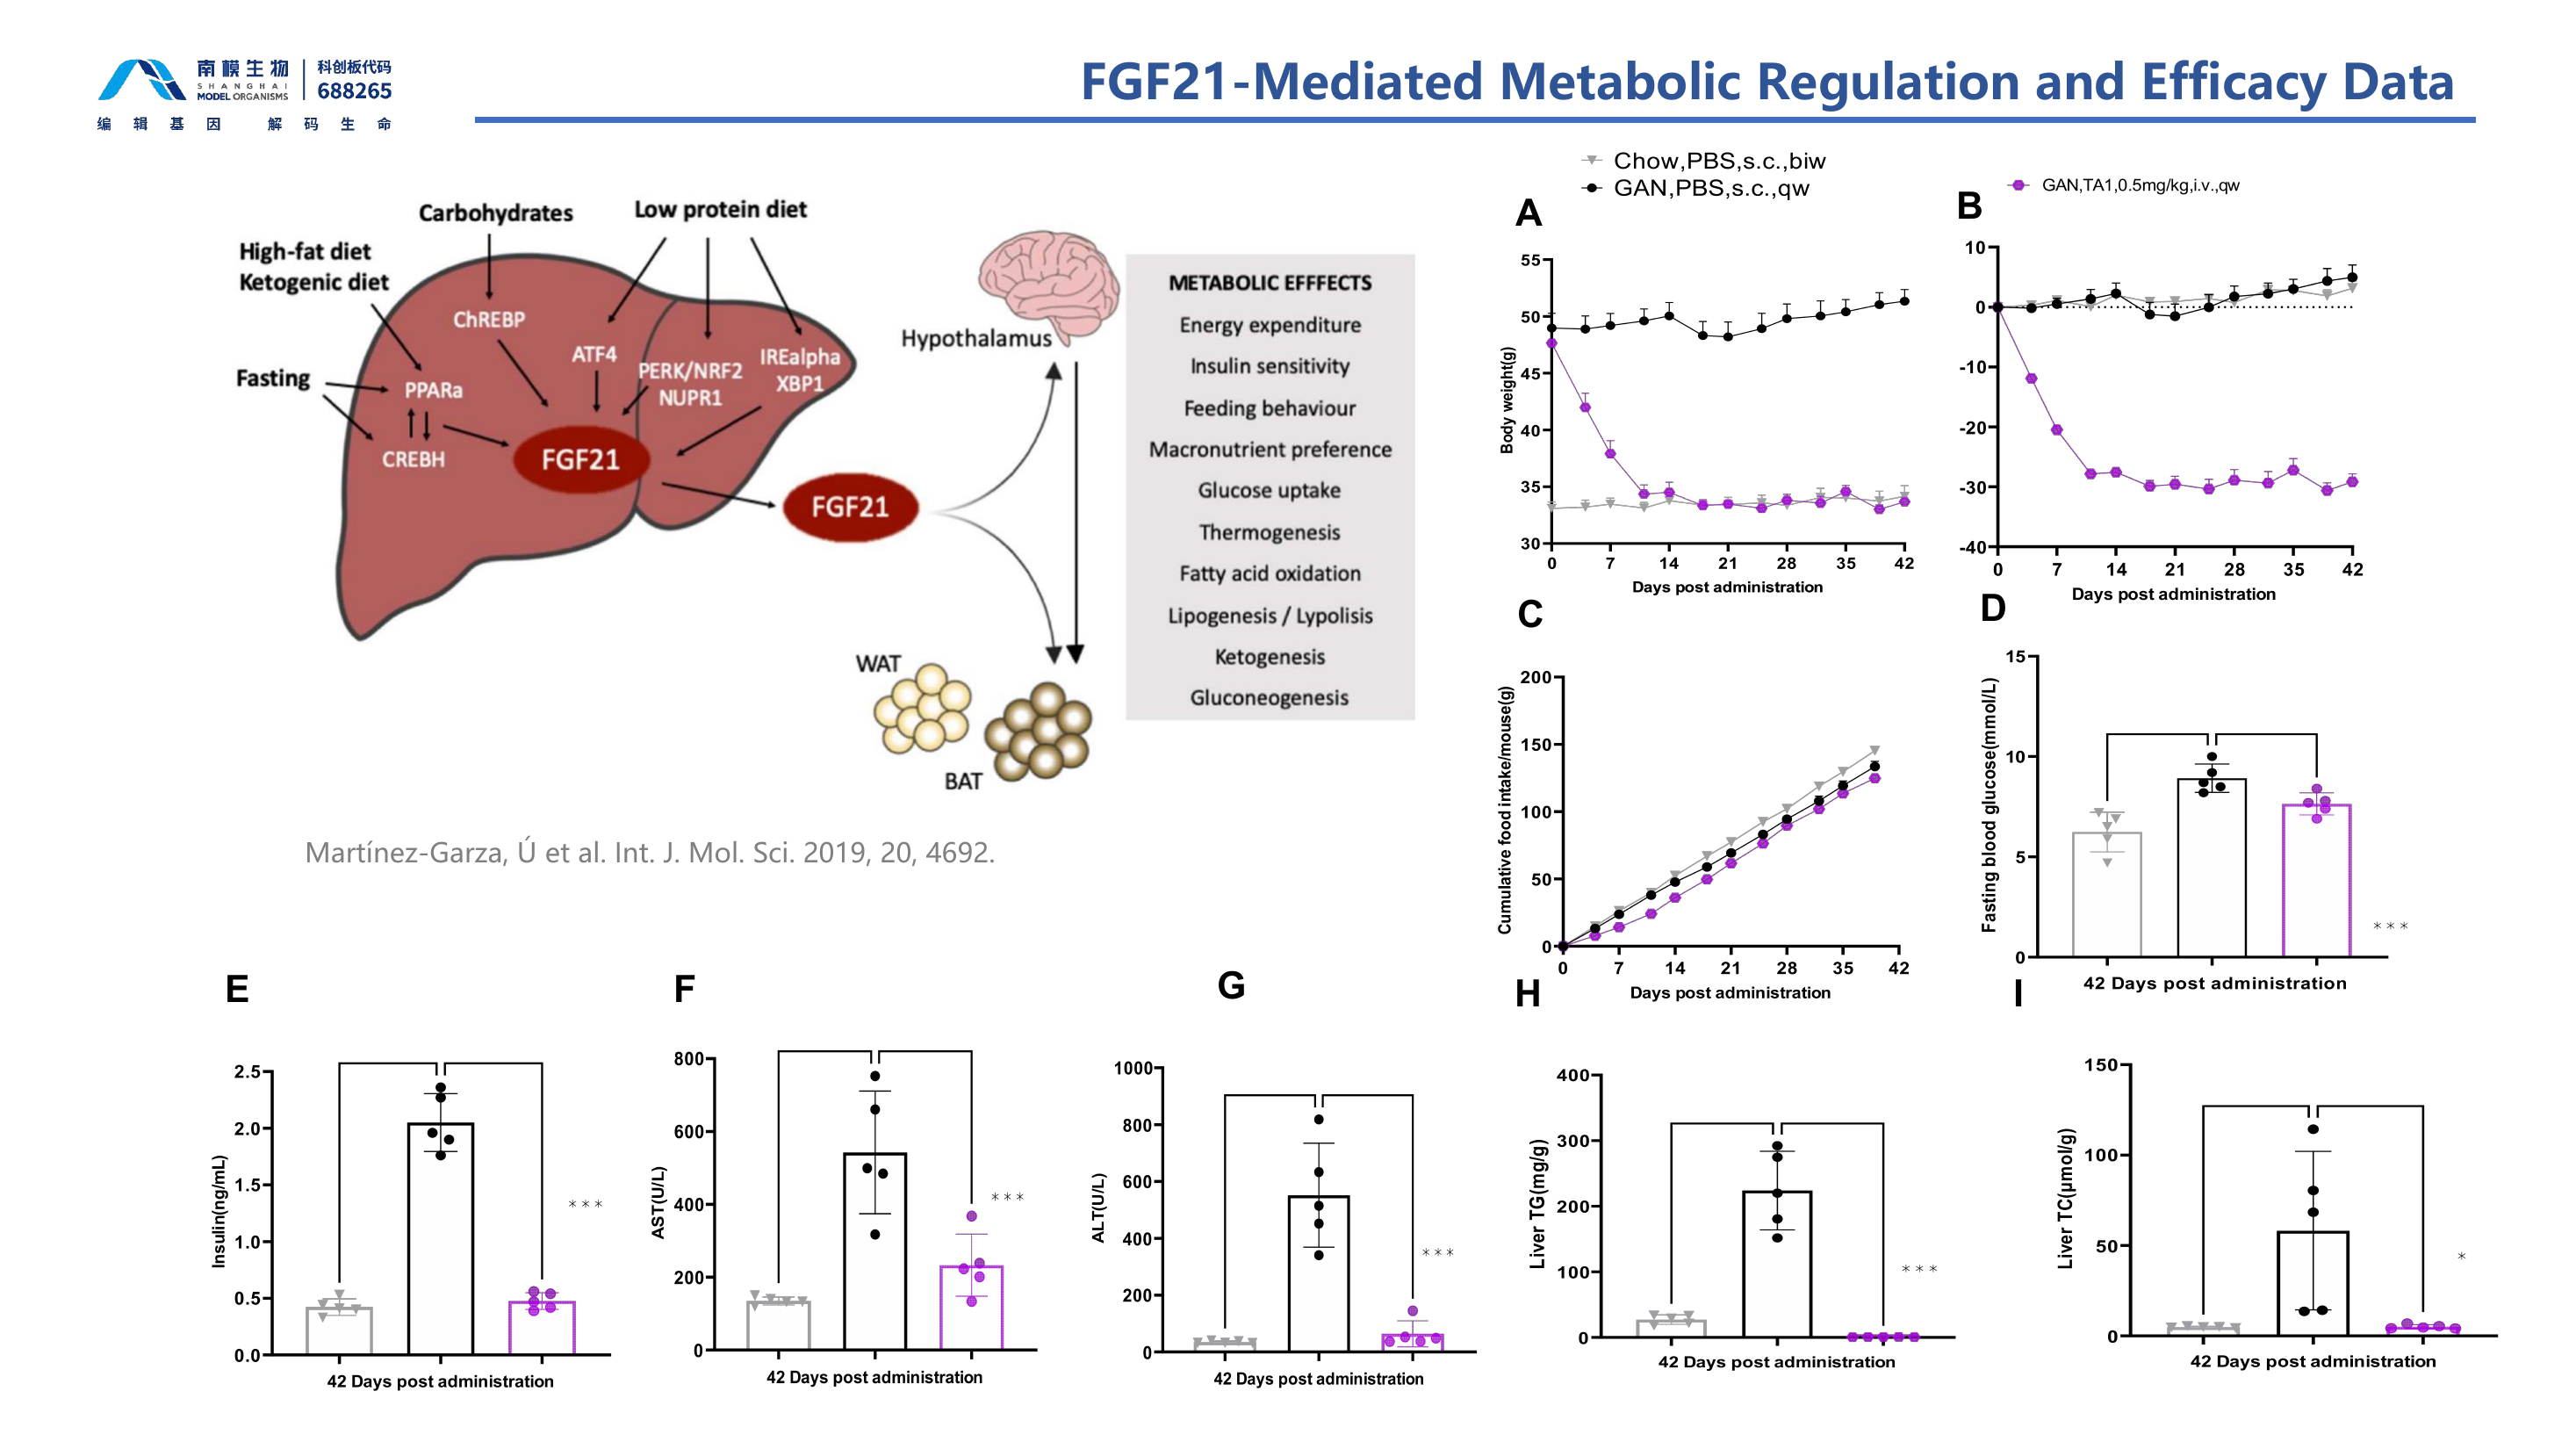 南模生物
SHANGHAI
MODEL ORGANISMS
科创板代码
688265
编辑基因 解码生命
FGF21-Mediated Metabolic Regulation and Efficacy Data
Carbohydrates
Low protein diet
High-fat diet
Ketogenic diet
Fasting
ChREBP
ATF4
PERK/NRF2
NUPR1
IREalpha
XBP1
PPARa
CREBH
FGF21
FGF21
Hypothalamus
WAT
BAT
METABOLIC EFFFECTS
Energy expenditure
Insulin sensitivity
Feeding behaviour
Macronutrient preference
Glucose uptake
Thermogenesis
Fatty acid oxidation
Lipogenesis / Lypolisis
Ketogenesis
Gluconeogenesis
Martínez-Garza, Ú et al. Int. J. Mol. Sci. 2019, 20, 4692.
Chow,PBS,s.c.,biw
GAN,PBS,s.c.,qw
GAN,TA1,0.5mg/kg,i.v.,qw
A
Body weight(g)
55
50
45
40
35
30
0 7 14 21 28 35 42
Days post administration
B
10
0
-10
-20
-30
-40
0 7 14 21 28 35 42
Days post administration
C
Cumulative food intake/mouse(g)
200
150
100
50
0
0 7 14 21 28 35 42
Days post administration
D
Fasting blood glucose(mmol/L)
15
10
5
0
***
42 Days post administration
E
Insulin(ng/mL)
2.5
2.0
1.5
1.0
0.5
0.0
***
42 Days post administration
F
AST(U/L)
800
600
400
200
0
***
42 Days post administration
G
ALT(U/L)
1000
800
600
400
200
0
***
42 Days post administration
H
Liver TG(mg/g)
400
300
200
100
0
***
42 Days post administration
I
Liver TC(μmol/g)
150
100
50
0
*
42 Days post administration